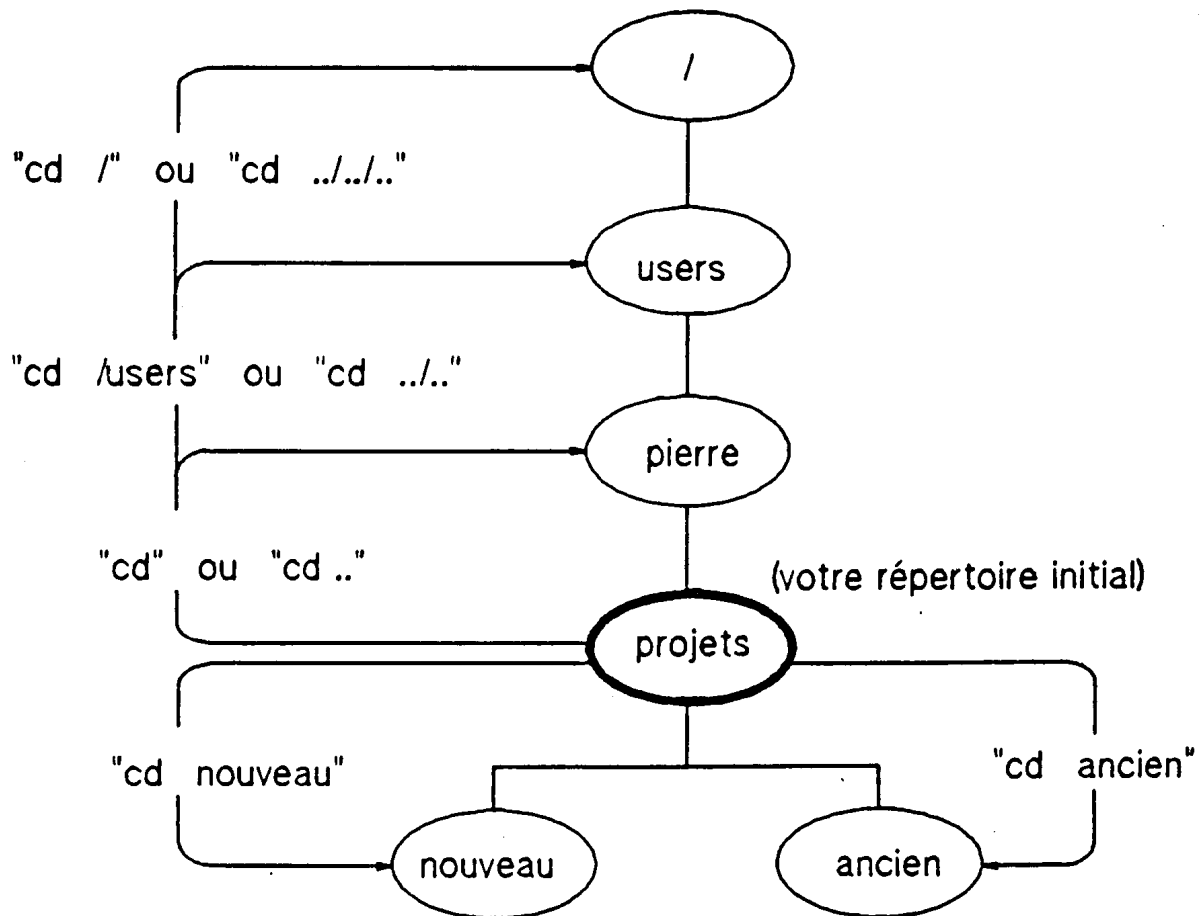 /
"cd /" ou "cd ../../.."
users
"cd /users" ou "cd ../.."
pierre
"cd" ou "cd .."
(votre répertoire initial)
projets
"cd nouveau"
"cd ancien"
nouveau
ancien